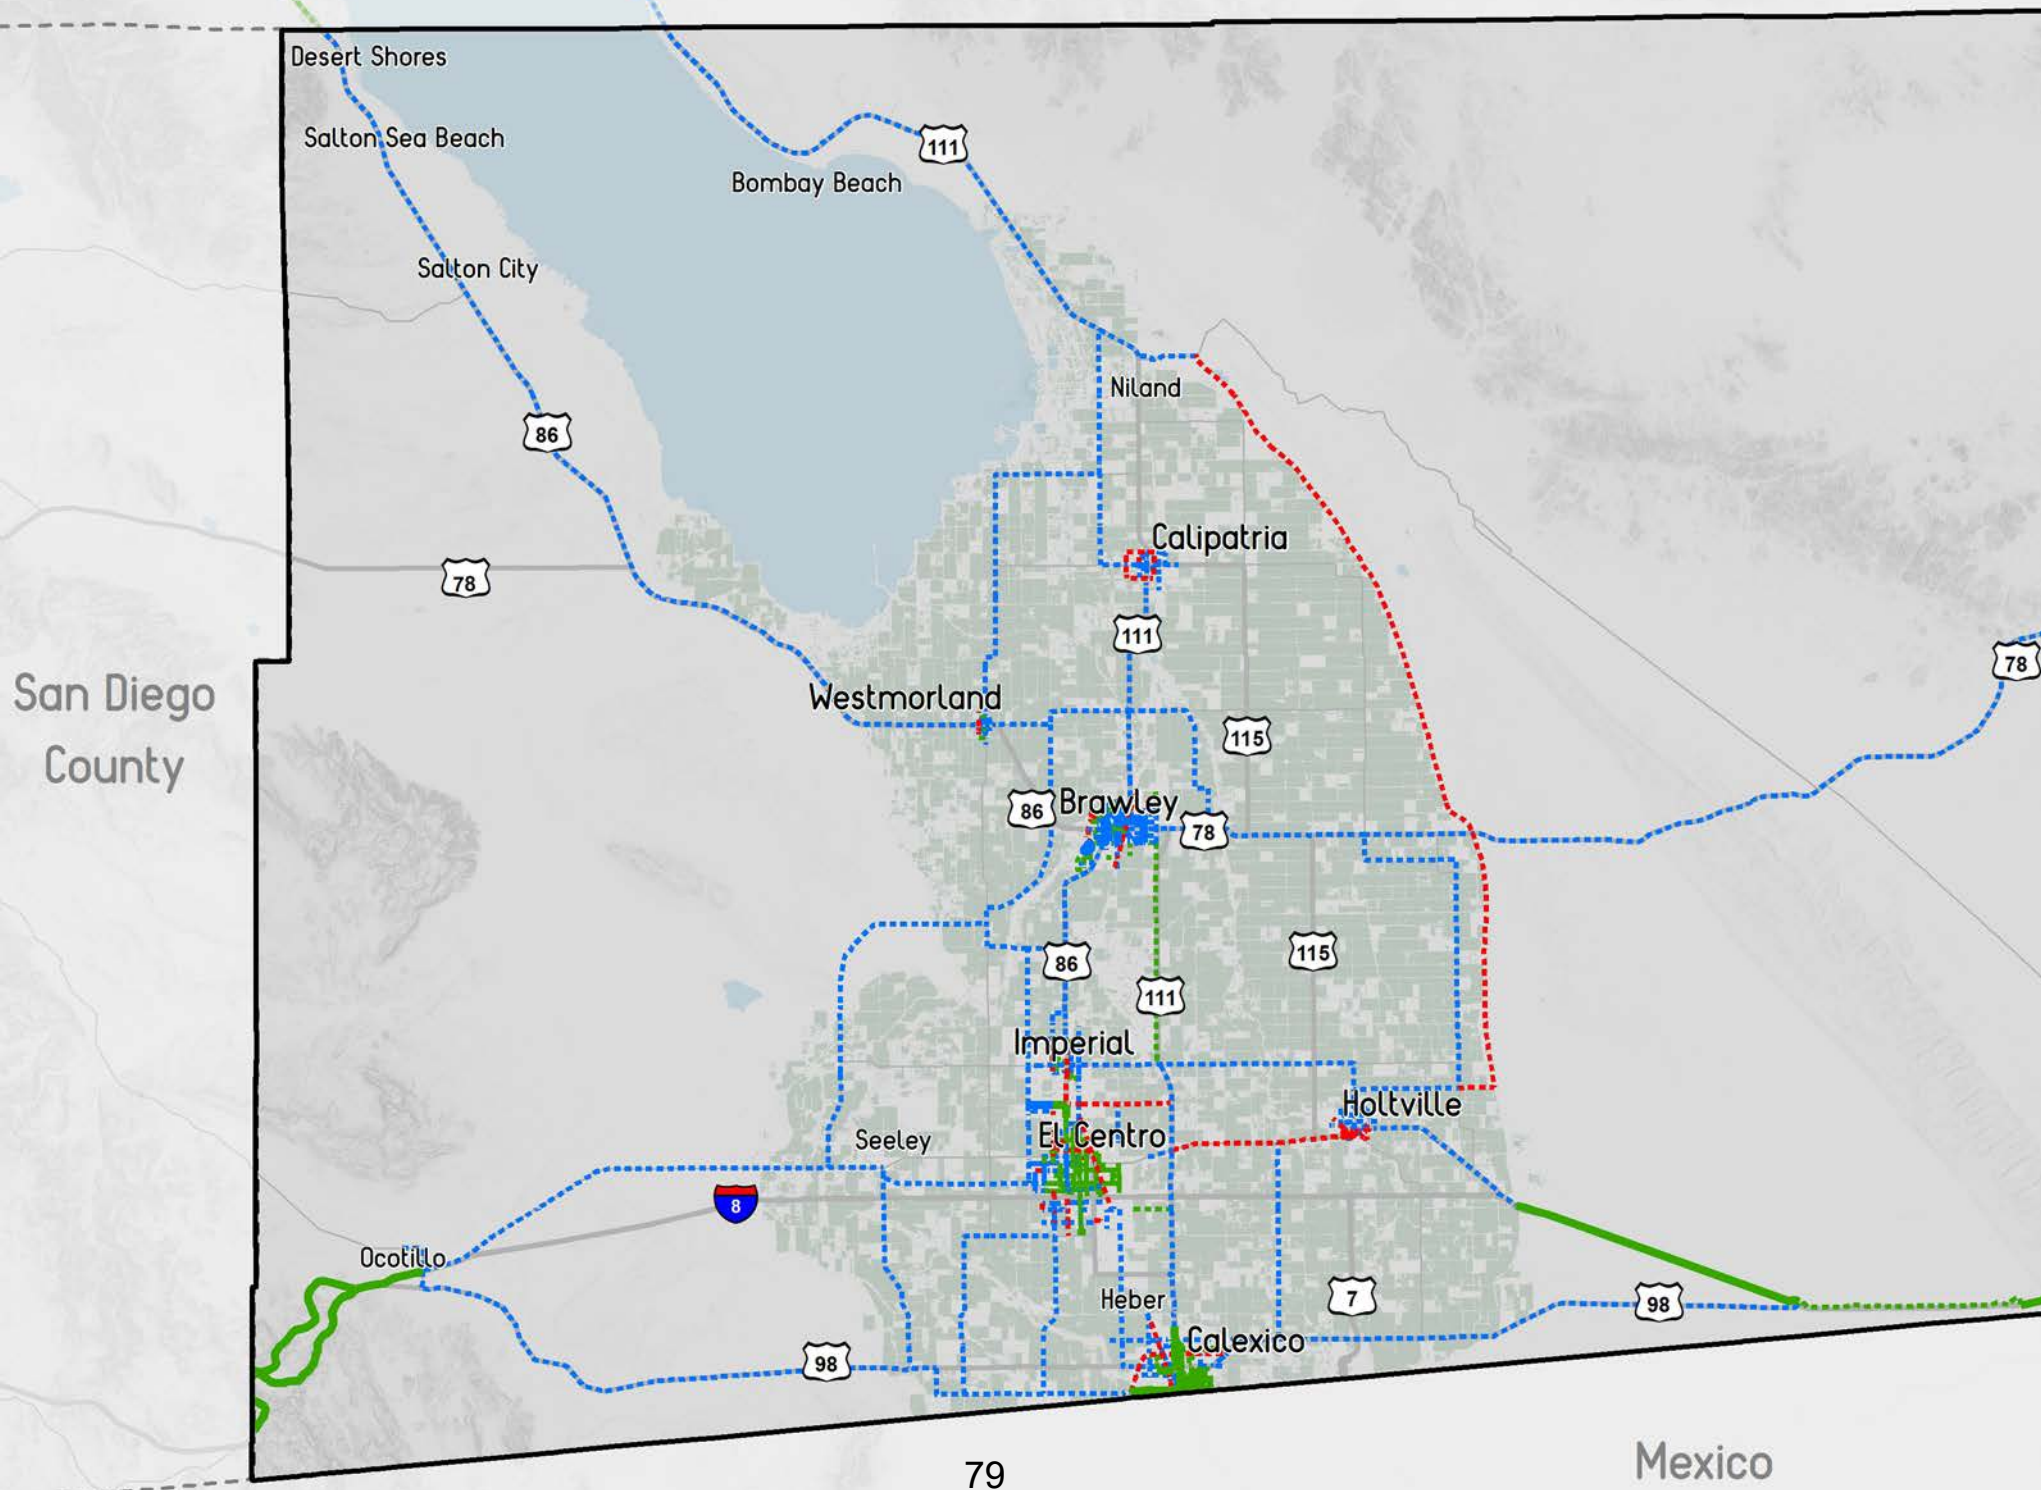 Desert Shores
Salton Sea Beach
111
Bombay Beach
Salton City
Niland
86
Calipatria
78
111
78
San Diego
County
Westmorland
115
86
Brawley
78
115
86
111
Imperial
Holtville
El Centro
Seeley
8
Ocotillo
Heber
7
98
Calexico
98
Mexico
79